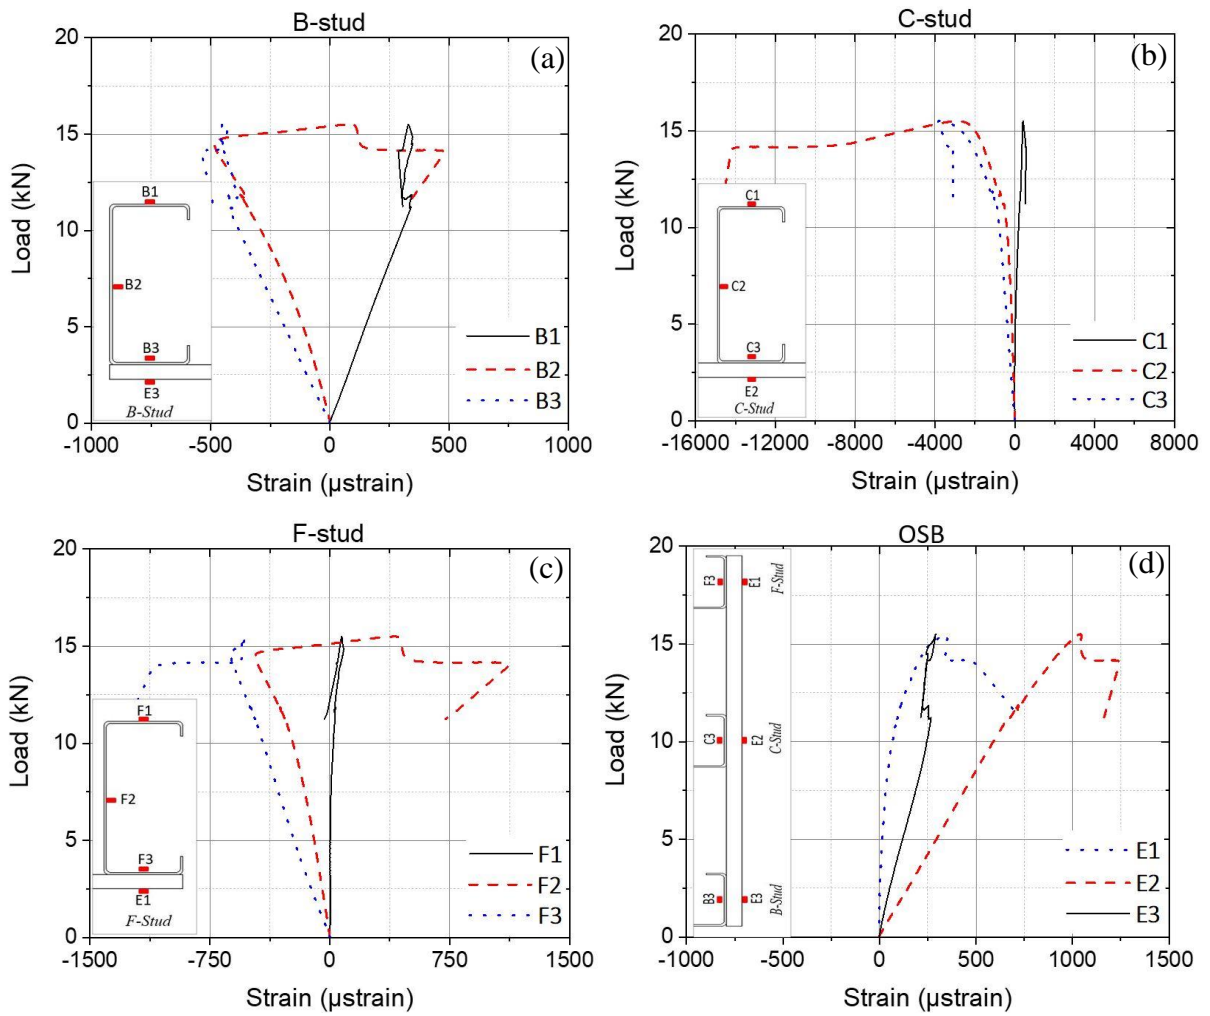 B-stud
(a)
20
15
10
5
0
Load (kN)
-1000 -500 0 500 1000
Strain (µstrain)
B1
B2
B3
E3
B-Stud
B1
B2
B3
C-stud
(b)
20
15
10
5
0
Load (kN)
-16000 -12000 -8000 -4000 0 4000 8000
Strain (µstrain)
C1
C2
C3
E2
C-Stud
C1
C2
C3
F-stud
(c)
20
15
10
5
0
Load (kN)
-1500 -750 0 750 1500
Strain (µstrain)
F1
F2
F3
E1
F-Stud
F1
F2
F3
OSB
(d)
20
15
10
5
0
Load (kN)
-1000 -500 0 500 1000 1500
Strain (µstrain)
F3 E1 F-Stud
C3 E2 C-Stud
B3 E3 B-Stud
E1
E2
E3